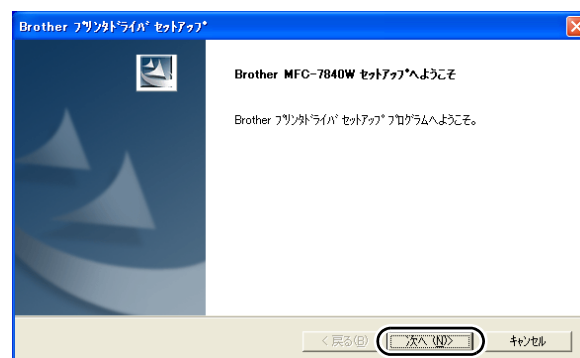 Brother プリンタドライバ セットアップ
Brother MFC-7840W セットアップへようこそ
Brother プリンタドライバ セットアップ プログラムへようこそ。
< 戻る(B) 次へ(N)> キャンセル